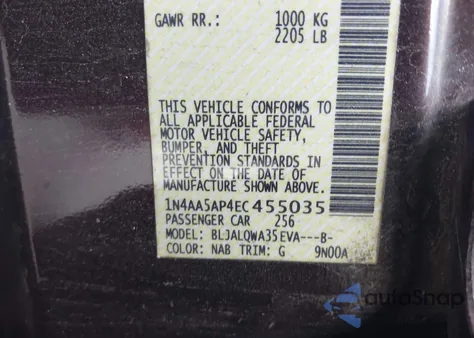 GAWR RR.: 1000 KG
2205 LB
THIS VEHICLE CONFORMS TO
ALL APPLICABLE FEDERAL
MOTOR VEHICLE SAFETY,
BUMPER, AND THEFT
PREVENTION STANDARDS IN
EFFECT ON THE DATE OF
MANUFACTURE SHOWN ABOVE.
1N4AA5AP4EC455035
PASSENGER CAR 256
MODEL: BLJALQWA35EVA---B-
COLOR: NAB TRIM: G 9N00A
autoSnap